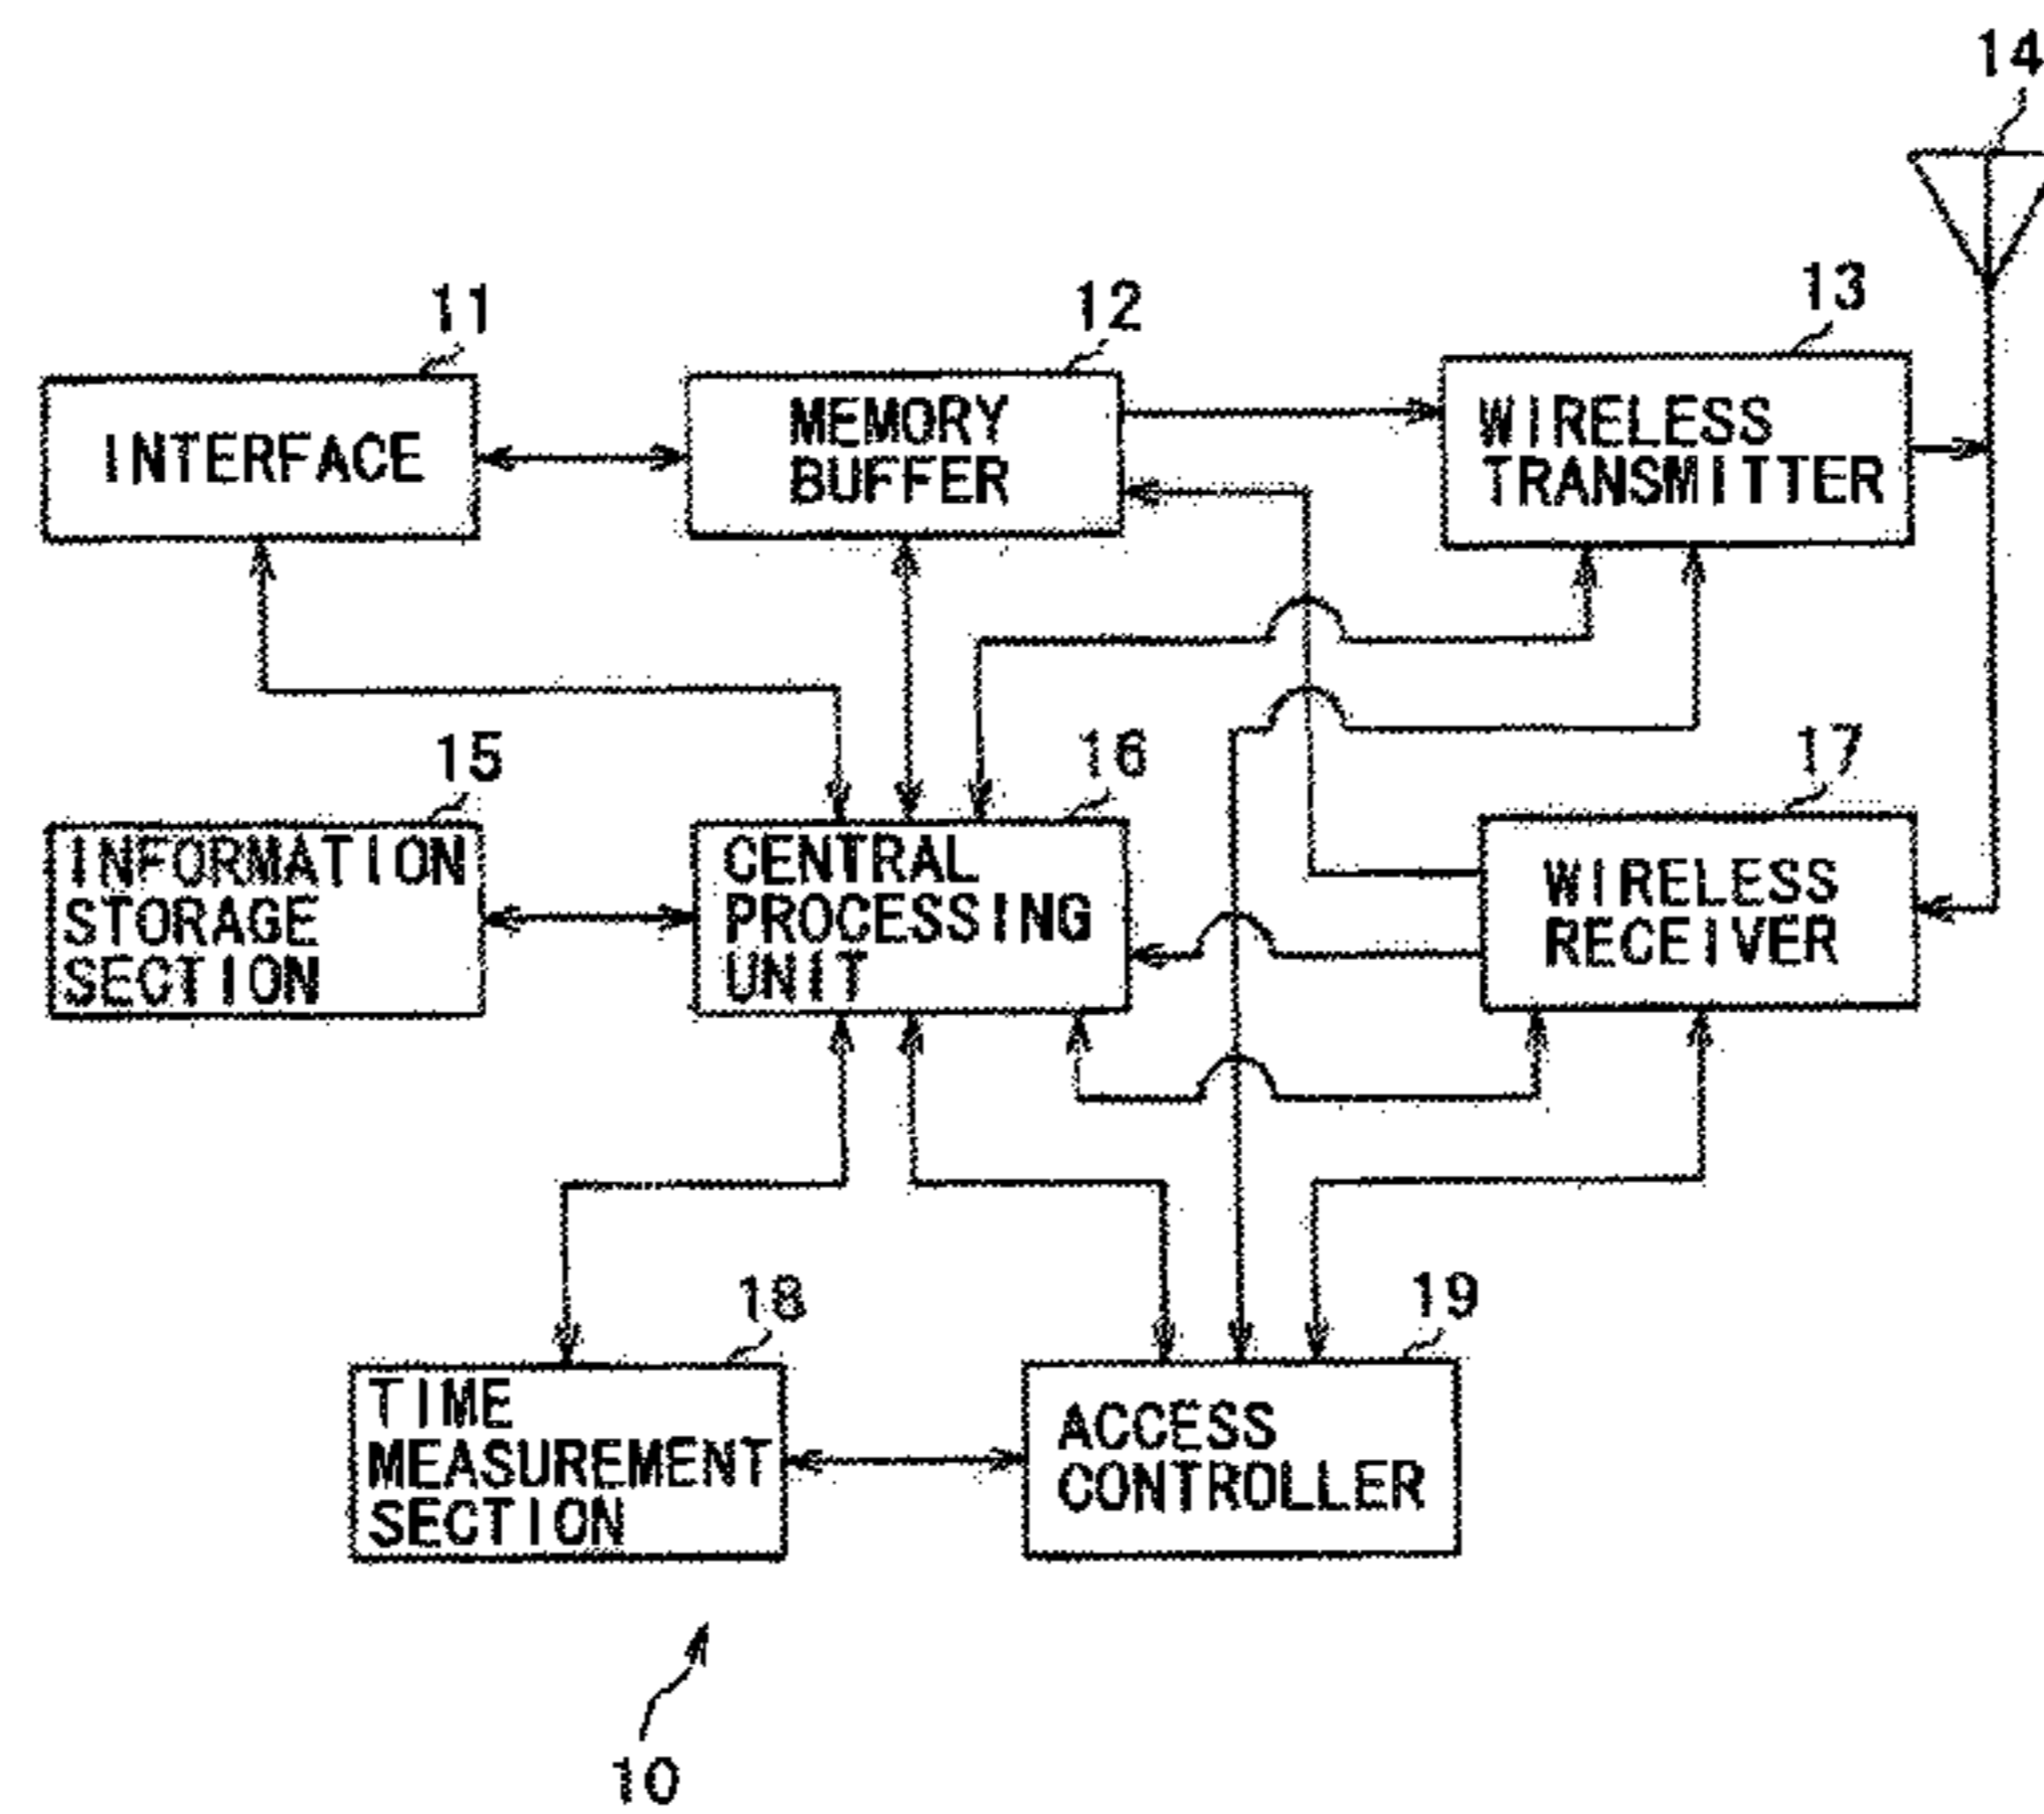 14
11
12
13
INTERFACE
MEMORY
BUFFER
WIRELESS
TRANSMITTER
15
16
17
INFORMATION
STORAGE
SECTION
CENTRAL
PROCESSING
UNIT
WIRELESS
RECEIVER
18
19
TIME
MEASUREMENT
SECTION
ACCESS
CONTROLLER
10